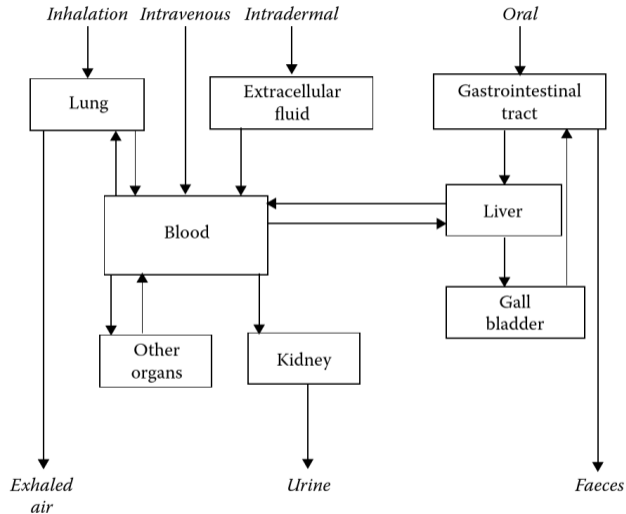 Inhalation Intravenous Intradermal Oral
Lung
Extracellular
fluid
Gastrointestinal
tract
Blood
Liver
Gall
bladder
Other
organs
Kidney
Exhaled
air
Urine
Faeces